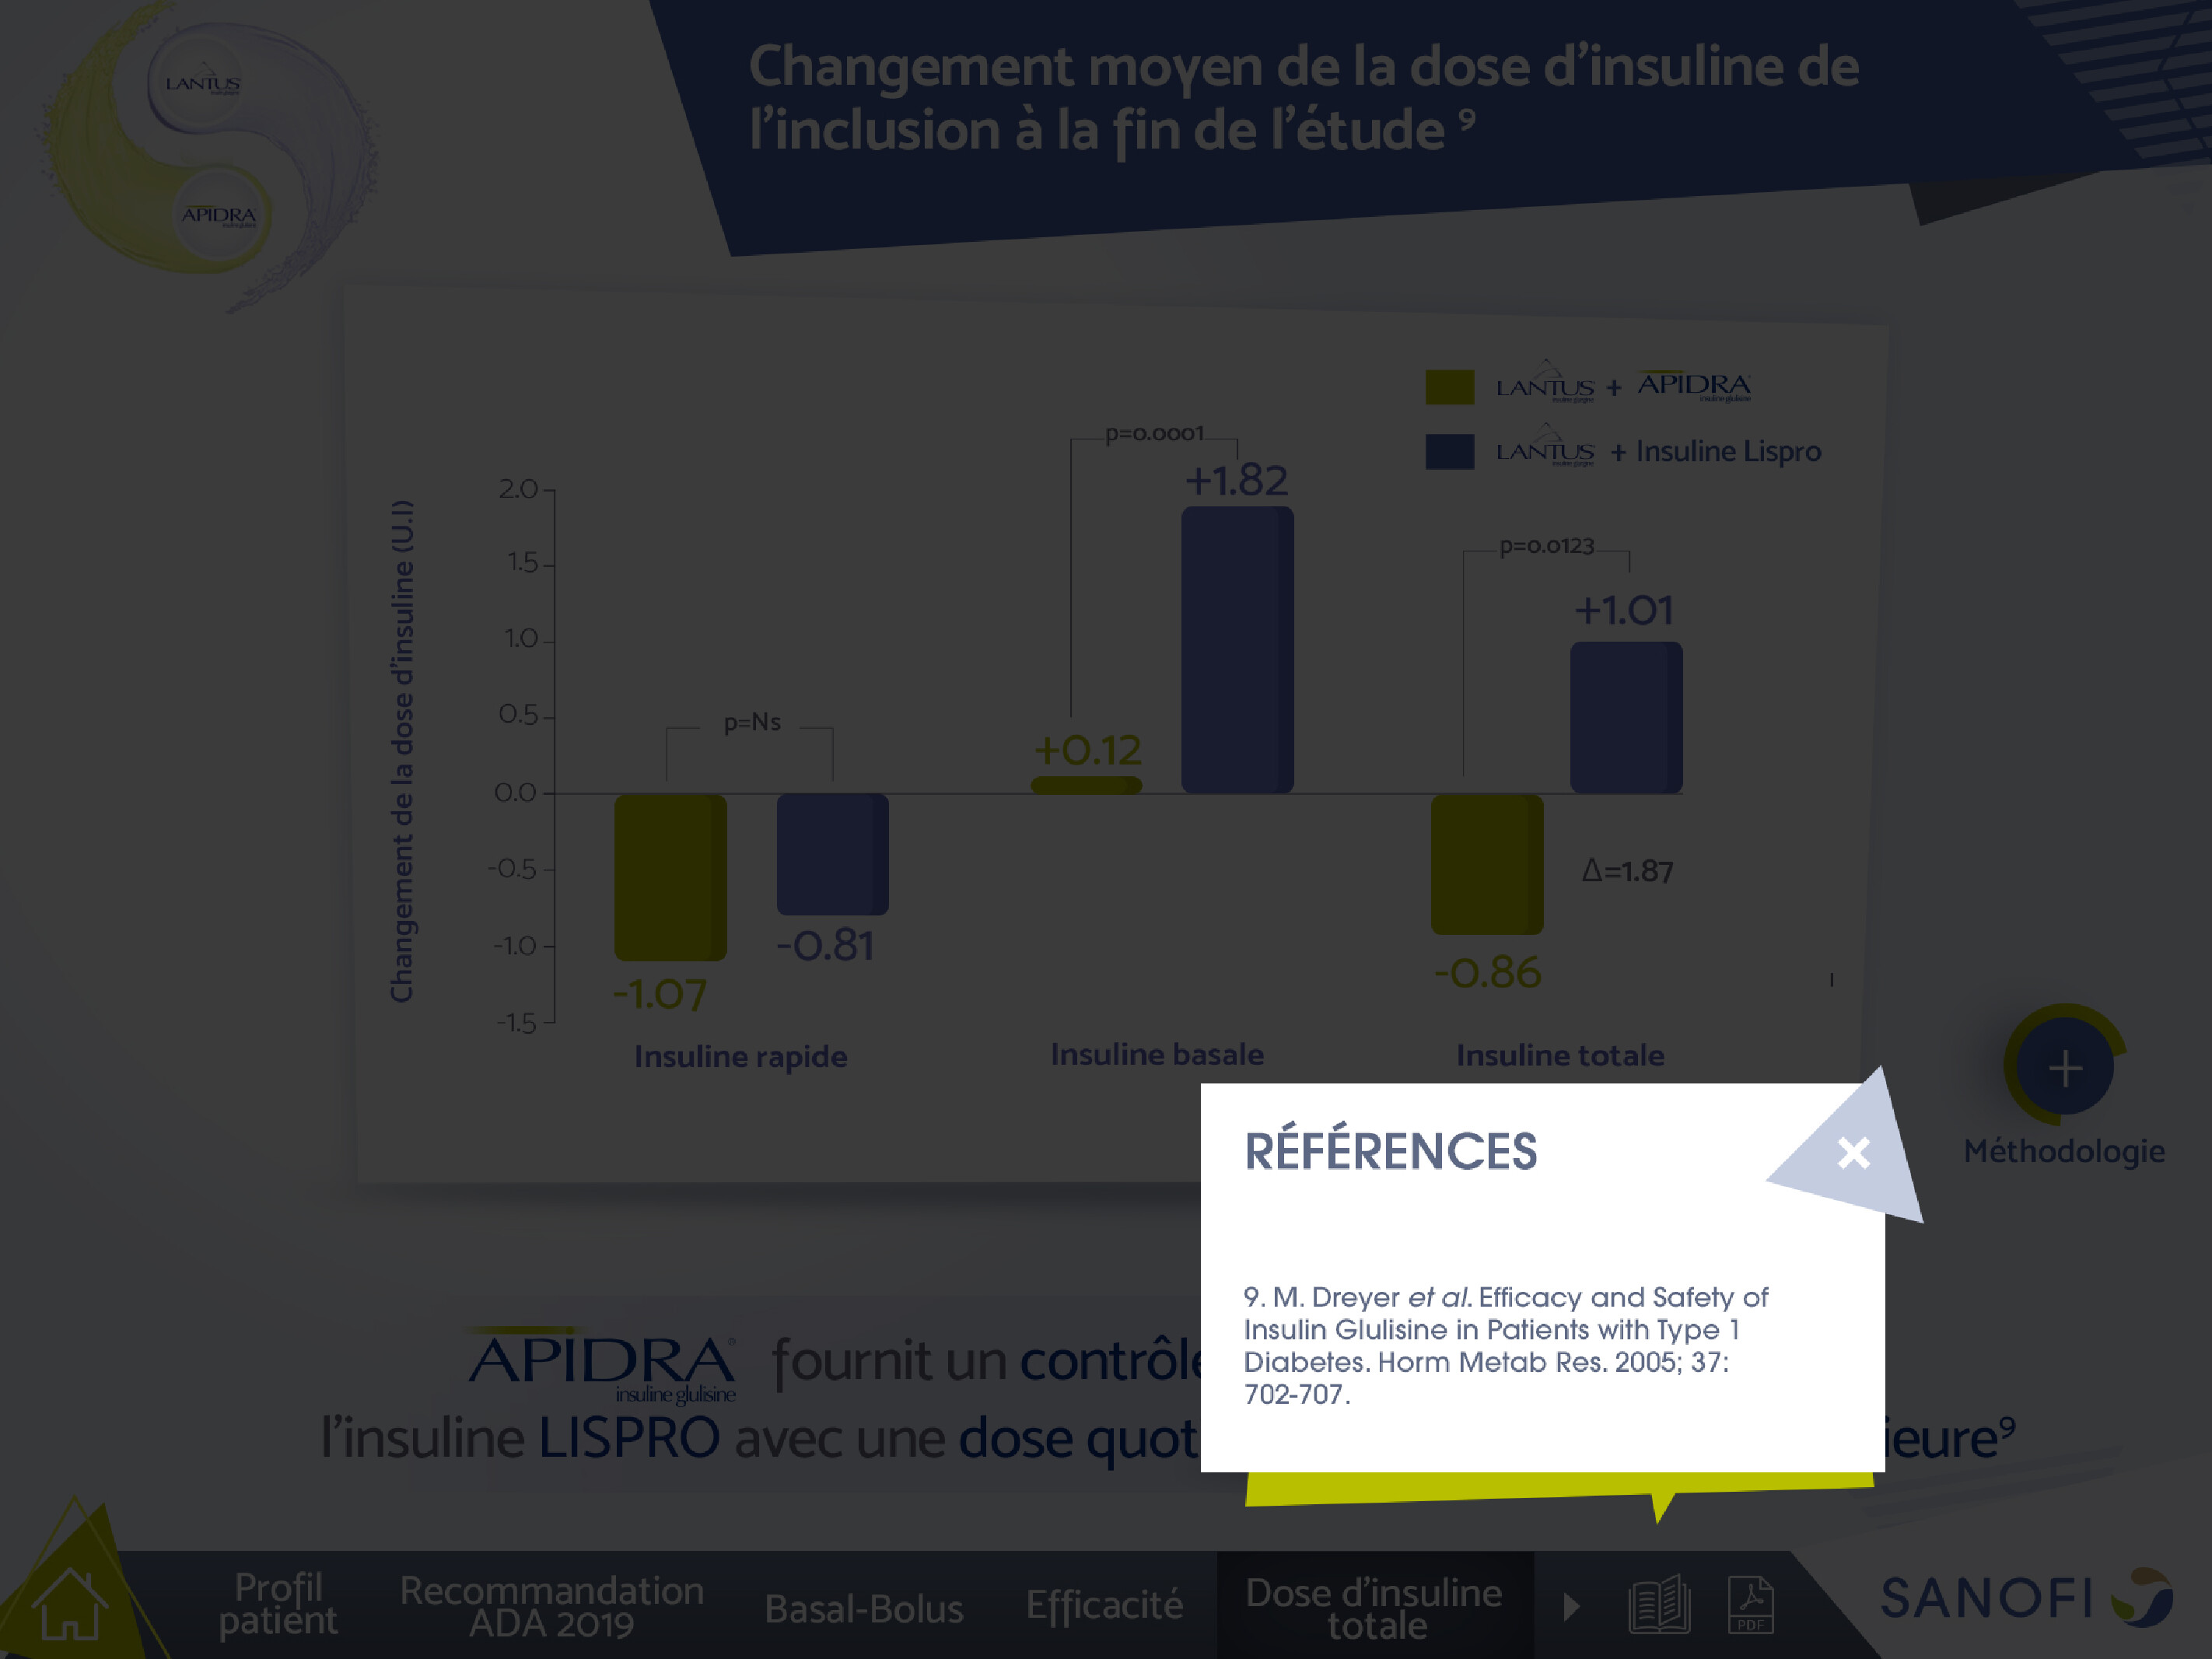 LANTUS
APIDRA
Changement moyen de la dose d'insuline de
l'inclusion à la fin de l'étude 9
LANTUS + APIDRA
insuline glulisine
LANTUS + Insuline Lispro
Changement de la dose d'insuline (U.I)
2.0
1.5
1.0
0.5
0.0
-0.5
-1.0
-1.5
p=Ns
p=0.0001
p=0.0123
-1.07
-0.81
+0.12
+1.82
-0.86
+1.01
Δ=1.87
Insuline rapide
Insuline basale
Insuline totale
Méthodologie
RÉFÉRENCES
9. M. Dreyer et al. Efficacy and Safety of
Insulin Glulisine in Patients with Type 1
Diabetes. Horm Metab Res. 2005; 37:
702-707.
APIDRA® fournit un contrôle
insuline glulisine
l'insuline LISPRO avec une dose quot ieure9
Profil
patient
Recommandation
ADA 2019
Basal-Bolus
Efficacité
Dose d'insuline
totale
PDF
SANOFI